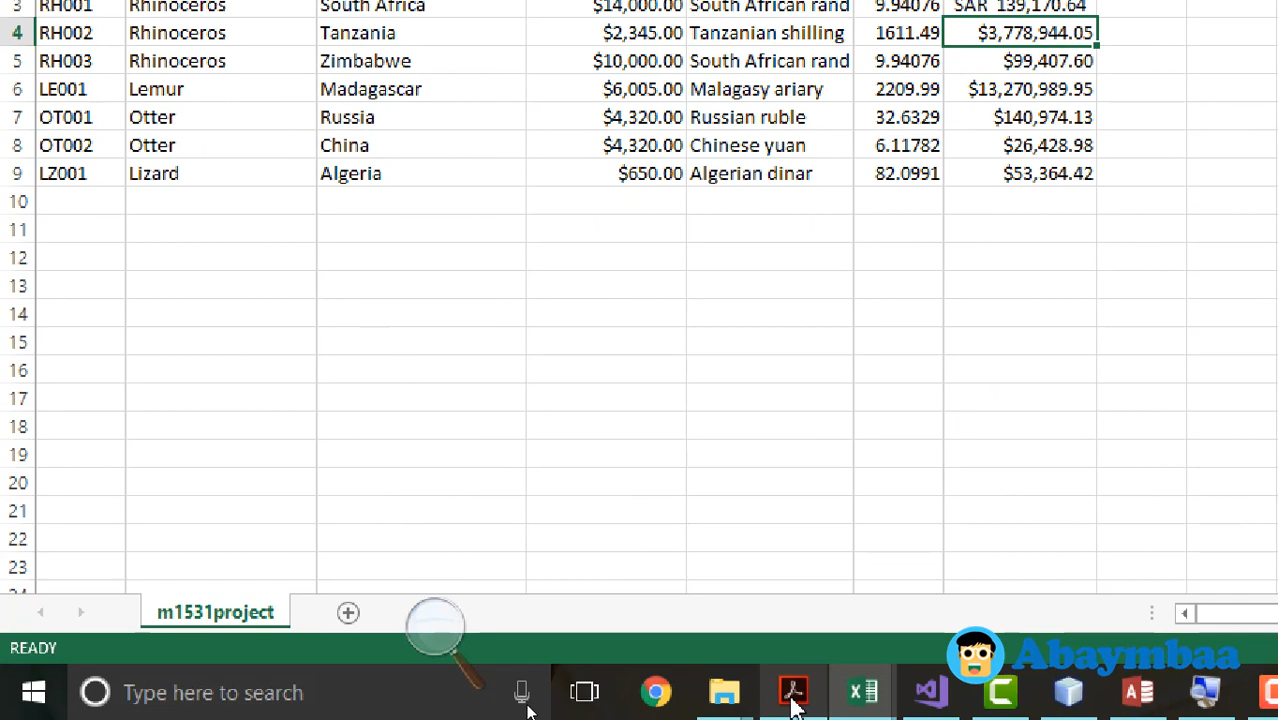 3 RH001 Rhinoceros South Africa $14,000.00 South African rand 9.94076 SAR 139,170.64
4 RH002 Rhinoceros Tanzania $2,345.00 Tanzanian shilling 1611.49 $3,778,944.05
5 RH003 Rhinoceros Zimbabwe $10,000.00 South African rand 9.94076 $99,407.60
6 LE001 Lemur Madagascar $6,005.00 Malagasy ariary 2209.99 $13,270,989.95
7 OT001 Otter Russia $4,320.00 Russian ruble 32.6329 $140,974.13
8 OT002 Otter China $4,320.00 Chinese yuan 6.11782 $26,428.98
9 LZ001 Lizard Algeria $650.00 Algerian dinar 82.0991 $53,364.42
10
11
12
13
14
15
16
17
18
19
20
21
22
23
m1531project
READY
Abaymbaa
Type here to search